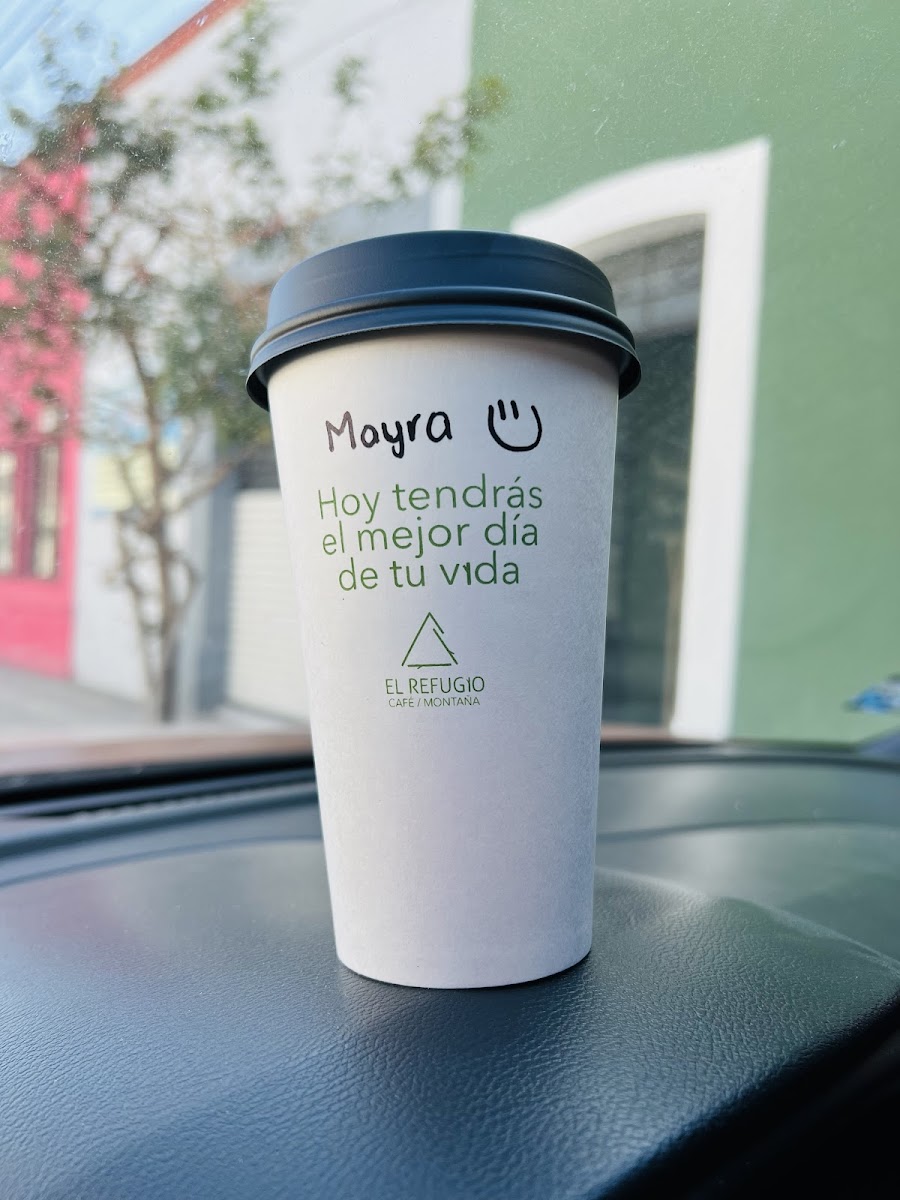 Mayra
Hoy tendrás
el mejor día
de tu vida
EL REFUGIO
CAFÉ / MONTAÑA